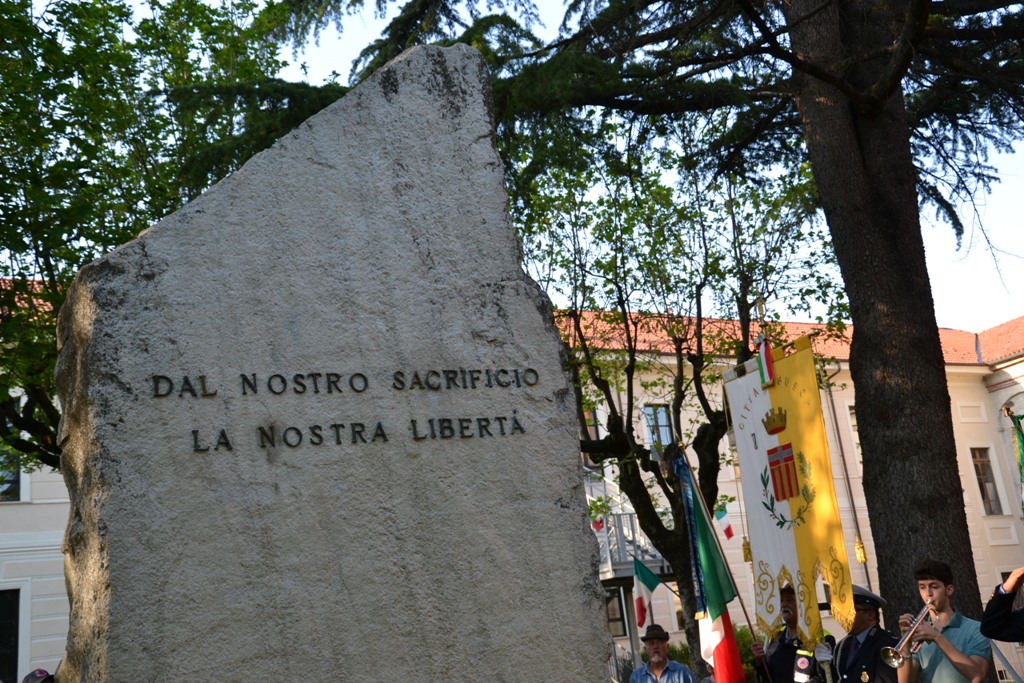 DAL NOSTRO SACRIFICIO
LA NOSTRA LIBERTÀ